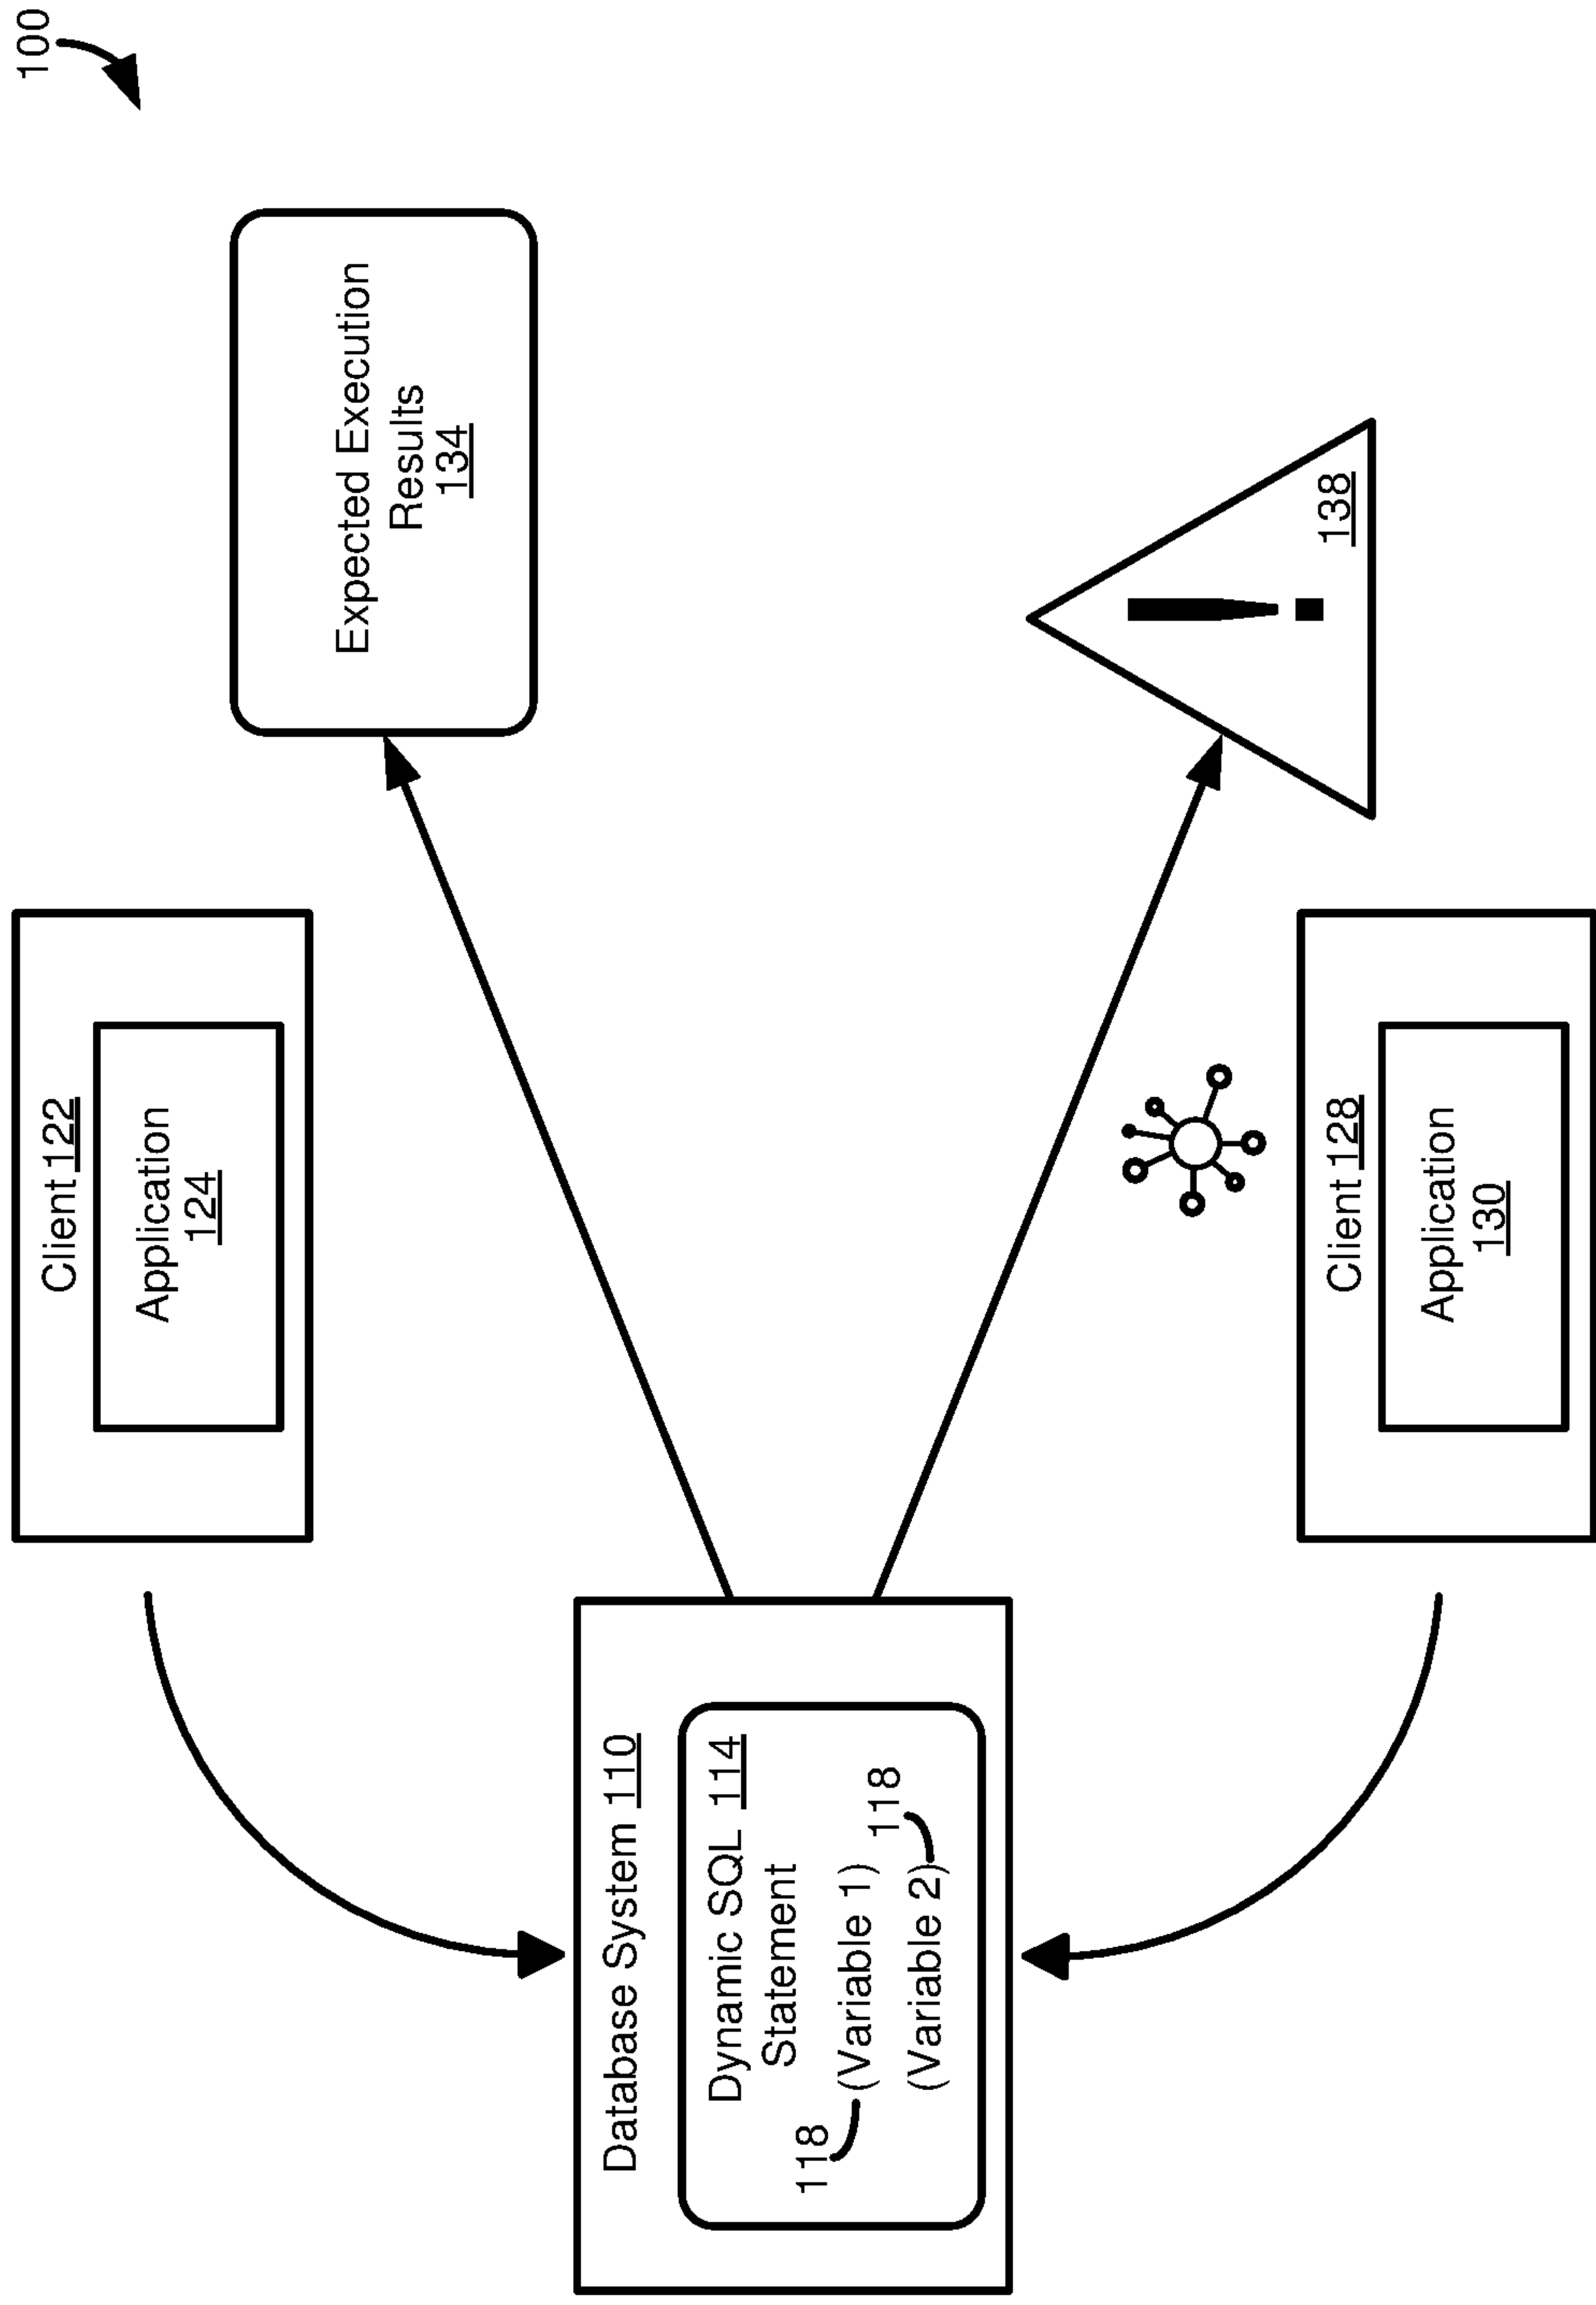 100
Client 122
Application
124
Expected Execution
Results
134
Database System 110
Dynamic SQL 114
Statement
118
(Variable 1)
118
(Variable 2)
!
138
Client 128
Application
130